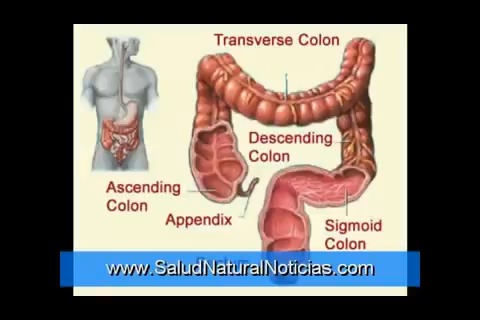 Transverse Colon
Descending
Colon
Ascending
Colon
Appendix
Sigmoid
Colon
www.SaludNaturalNoticias.com